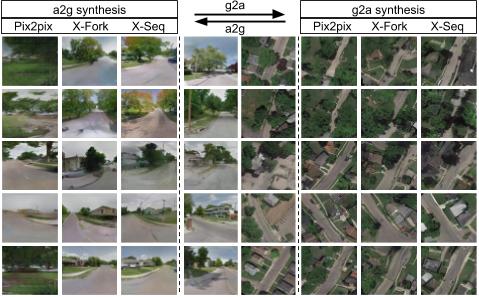 a2g synthesis
Pix2pix X-Fork X-Seq
g2a
a2g
g2a synthesis
Pix2pix X-Fork X-Seq